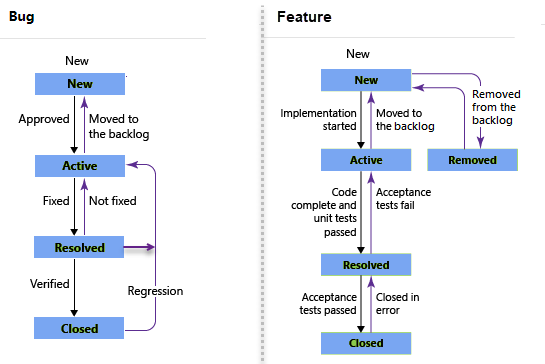 Bug
New
New
Approved
Moved to
the backlog
Active
Fixed
Not fixed
Resolved
Verified
Regression
Closed
Feature
New
New
Removed
from the
backlog
Implementation
started
Moved to
the backlog
Active
Removed
Code
complete and
unit tests
passed
Acceptance
tests fail
Resolved
Acceptance
tests passed
Closed in
error
Closed